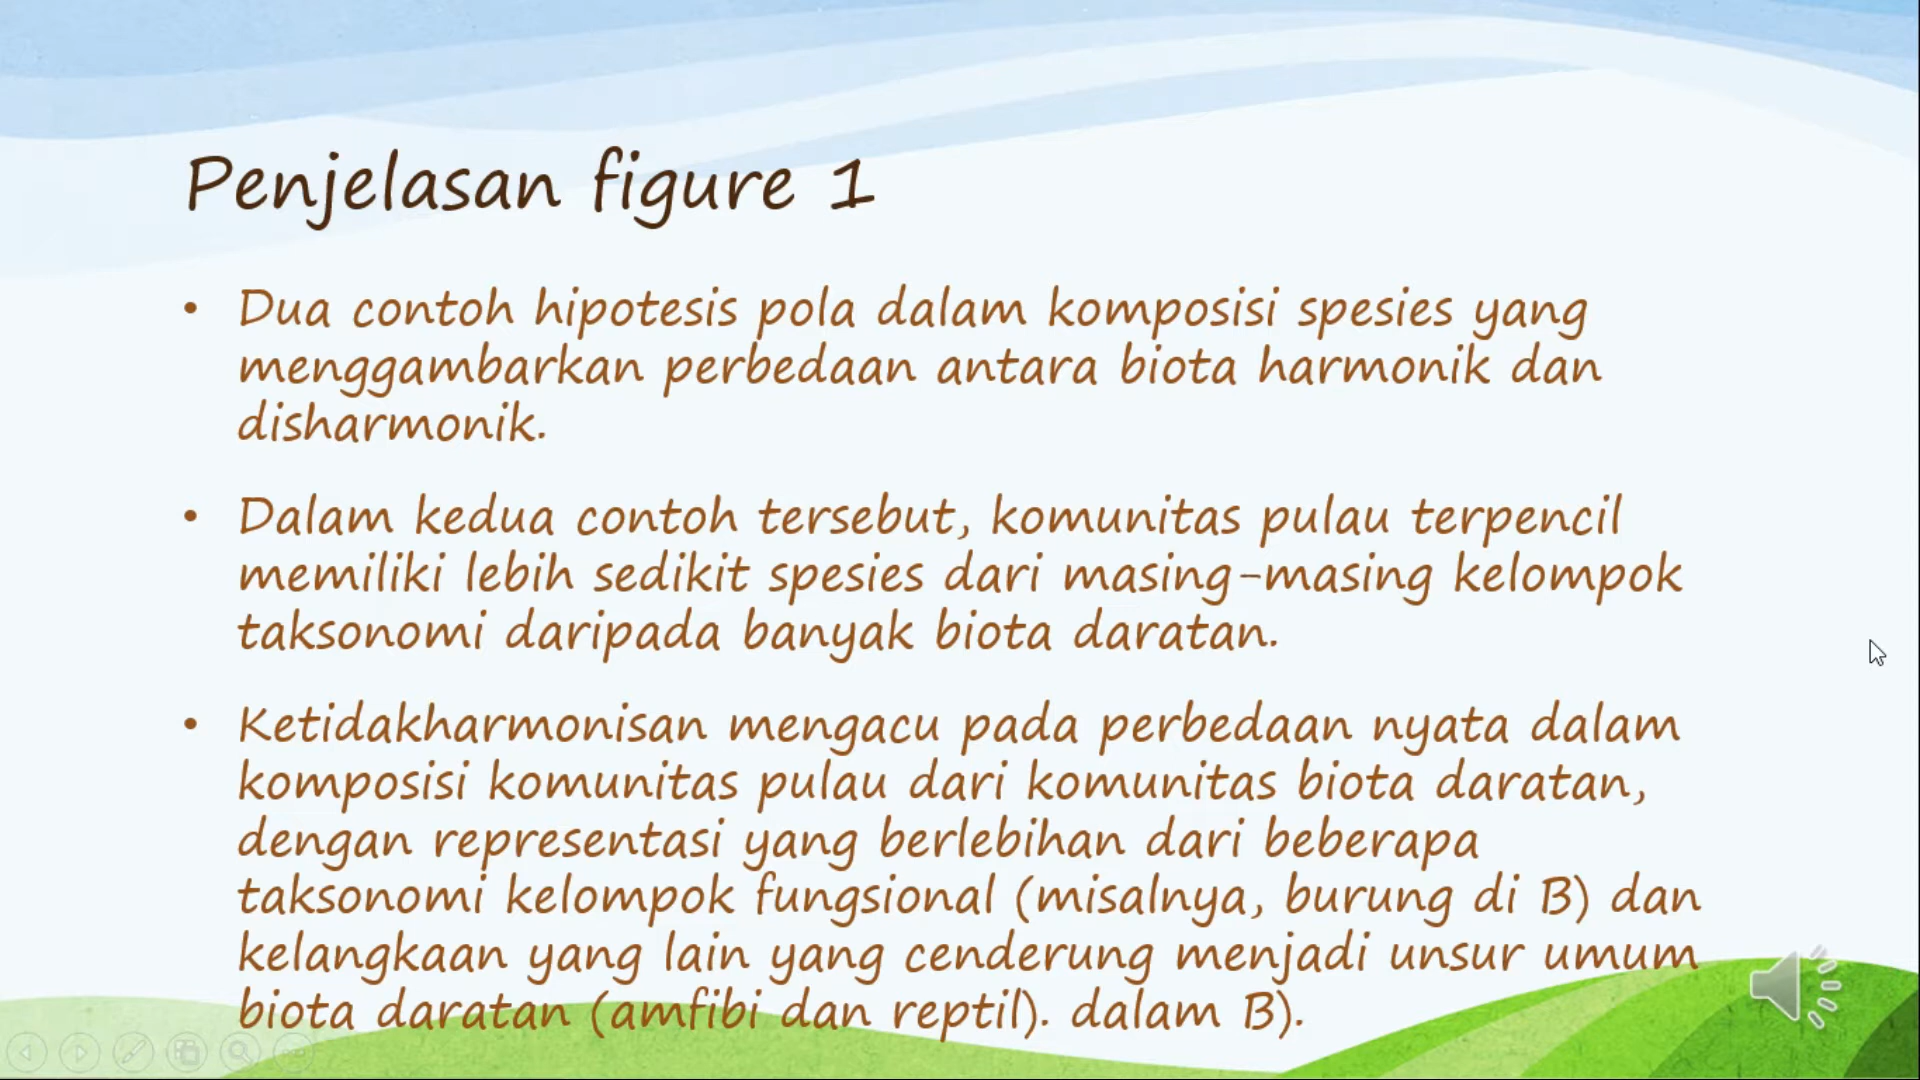 Penjelasan figure 1
• Dua contoh hipotesis pola dalam komposisi spesies yang
menggambarkan perbedaan antara biota harmonik dan
disharmonik.
• Dalam kedua contoh tersebut, komunitas pulau terpencil
memiliki lebih sedikit spesies dari masing-masing kelompok
taksonomi daripada banyak biota daratan.
• Ketidakharmonisan mengacu pada perbedaan nyata dalam
komposisi komunitas pulau dari komunitas biota daratan,
dengan representasi yang berlebihan dari beberapa
taksonomi kelompok fungsional (misalnya, burung di B) dan
kelangkaan yang lain yang cenderung menjadi unsur umum
biota daratan (amfibi dan reptil). dalam B).